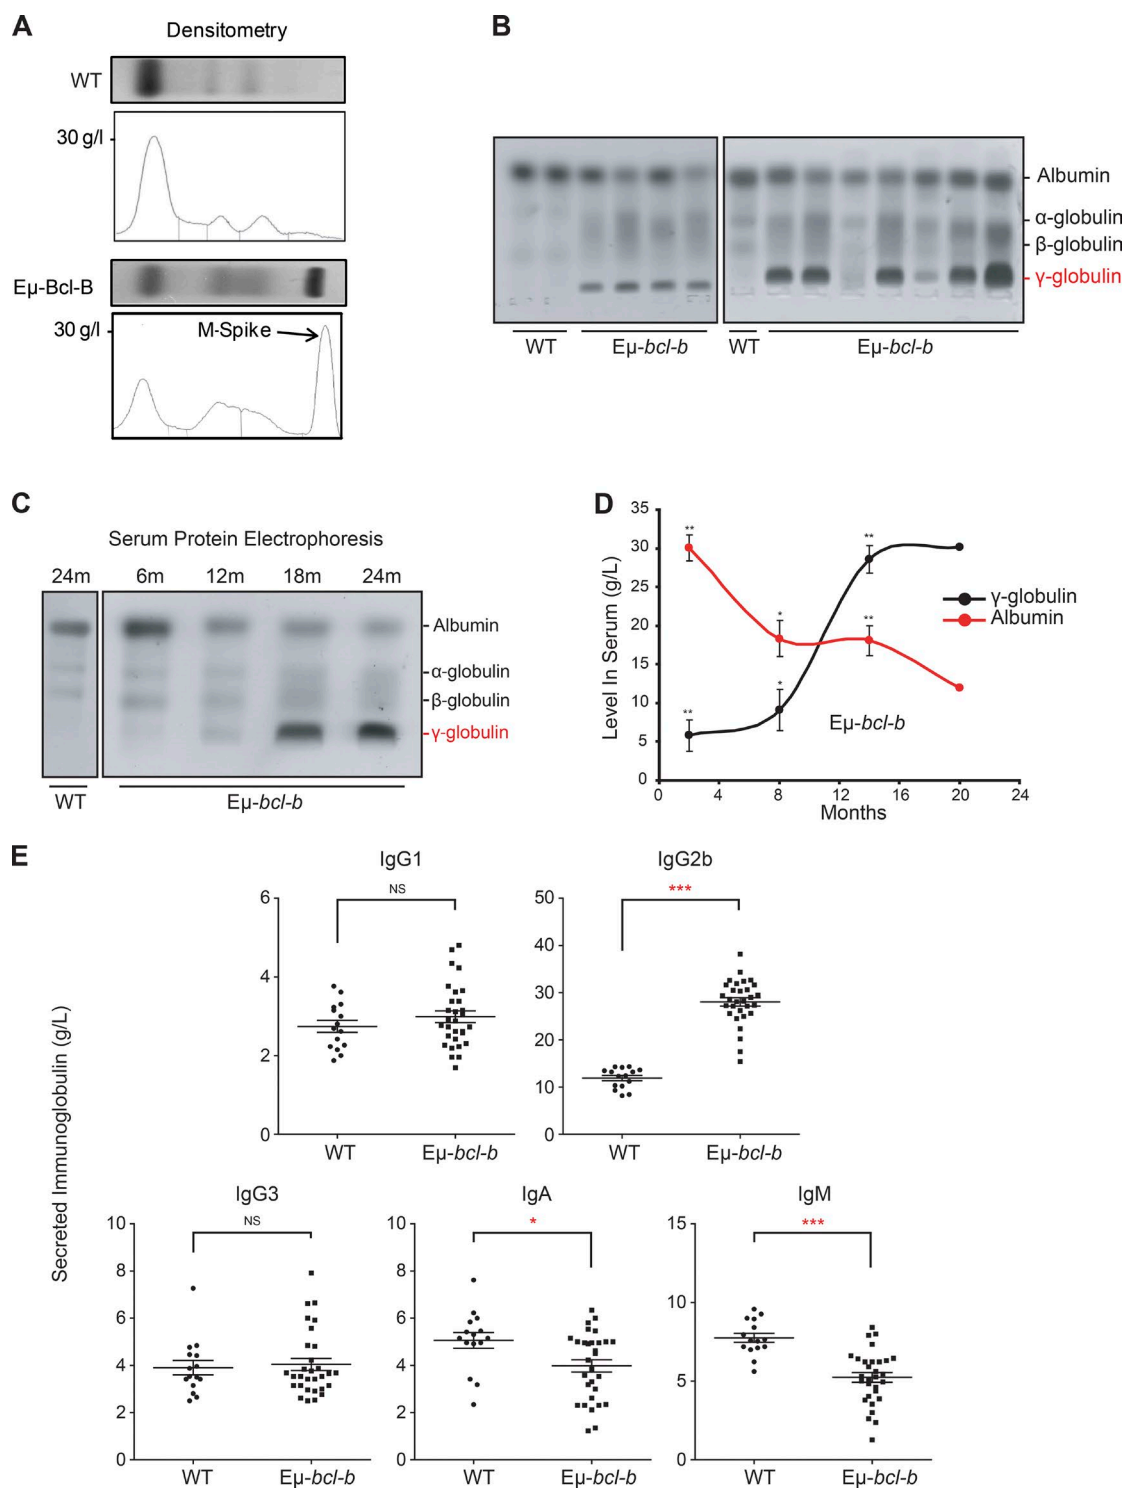 A
Densitometry
WT
30 g/l
Eμ-Bcl-B
30 g/l
M-Spike
B
Albumin
α-globulin
β-globulin
γ-globulin
WT Eμ-bcl-b WT Eμ-bcl-b
C
Serum Protein Electrophoresis
24m 6m 12m 18m 24m
Albumin
α-globulin
β-globulin
γ-globulin
WT Eμ-bcl-b
D
Level In Serum (g/L)
35
30
25
20
15
10
5
0
** ** * ** * **
γ-globulin
Albumin
Eμ-bcl-b
0 4 8 12 16 20 24
Months
E
Secreted Immunoglobulin (g/L)
IgG1
NS
6
4
2
0
WT Eμ-bcl-b
IgG2b
***
50
40
30
20
10
0
WT Eμ-bcl-b
IgG3
NS
10
8
6
4
2
0
WT Eμ-bcl-b
IgA
*
10
8
6
4
2
0
WT Eμ-bcl-b
IgM
***
15
10
5
0
WT Eμ-bcl-b